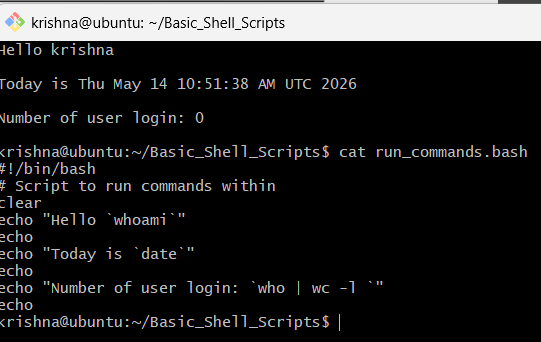 krishna@ubuntu: ~/Basic_Shell_Scripts
Hello krishna
Today is Thu May 14 10:51:38 AM UTC 2026
Number of user login: 0
krishna@ubuntu:~/Basic_Shell_Scripts$ cat run_commands.bash
#!/bin/bash
# Script to run commands within
clear
echo "Hello `whoami`"
echo
echo "Today is `date`"
echo
echo "Number of user login: `who | wc -l `"
echo
krishna@ubuntu:~/Basic_Shell_Scripts$